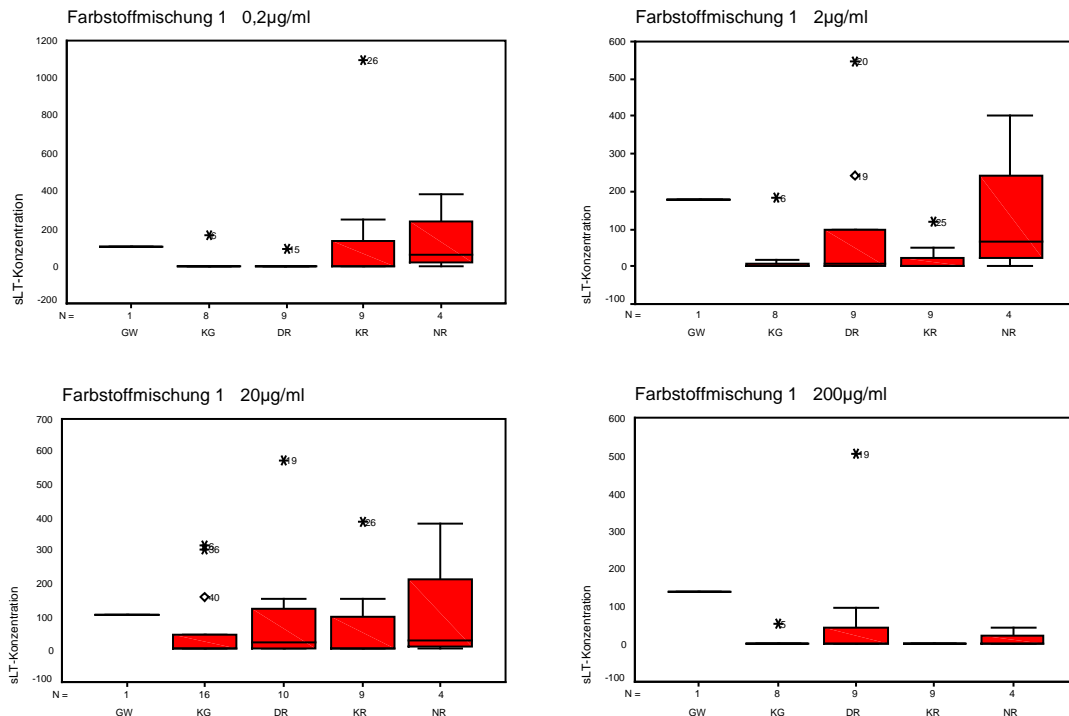 Farbstoffmischung 1 0,2µg/ml
1200
1000
800
600
400
200
0
-200
sLT-Konzentration
26
6
15
N = 1 8 9 9 4
GW KG DR KR NR
Farbstoffmischung 1 2µg/ml
600
500
400
300
200
100
0
-100
sLT-Konzentration
20
19
6
25
N = 1 8 9 9 4
GW KG DR KR NR
Farbstoffmischung 1 20µg/ml
700
600
500
400
300
200
100
0
-100
sLT-Konzentration
19
26
36
40
N = 1 16 10 9 4
GW KG DR KR NR
Farbstoffmischung 1 200µg/ml
600
500
400
300
200
100
0
-100
sLT-Konzentration
19
5
N = 1 8 9 9 4
GW KG DR KR NR